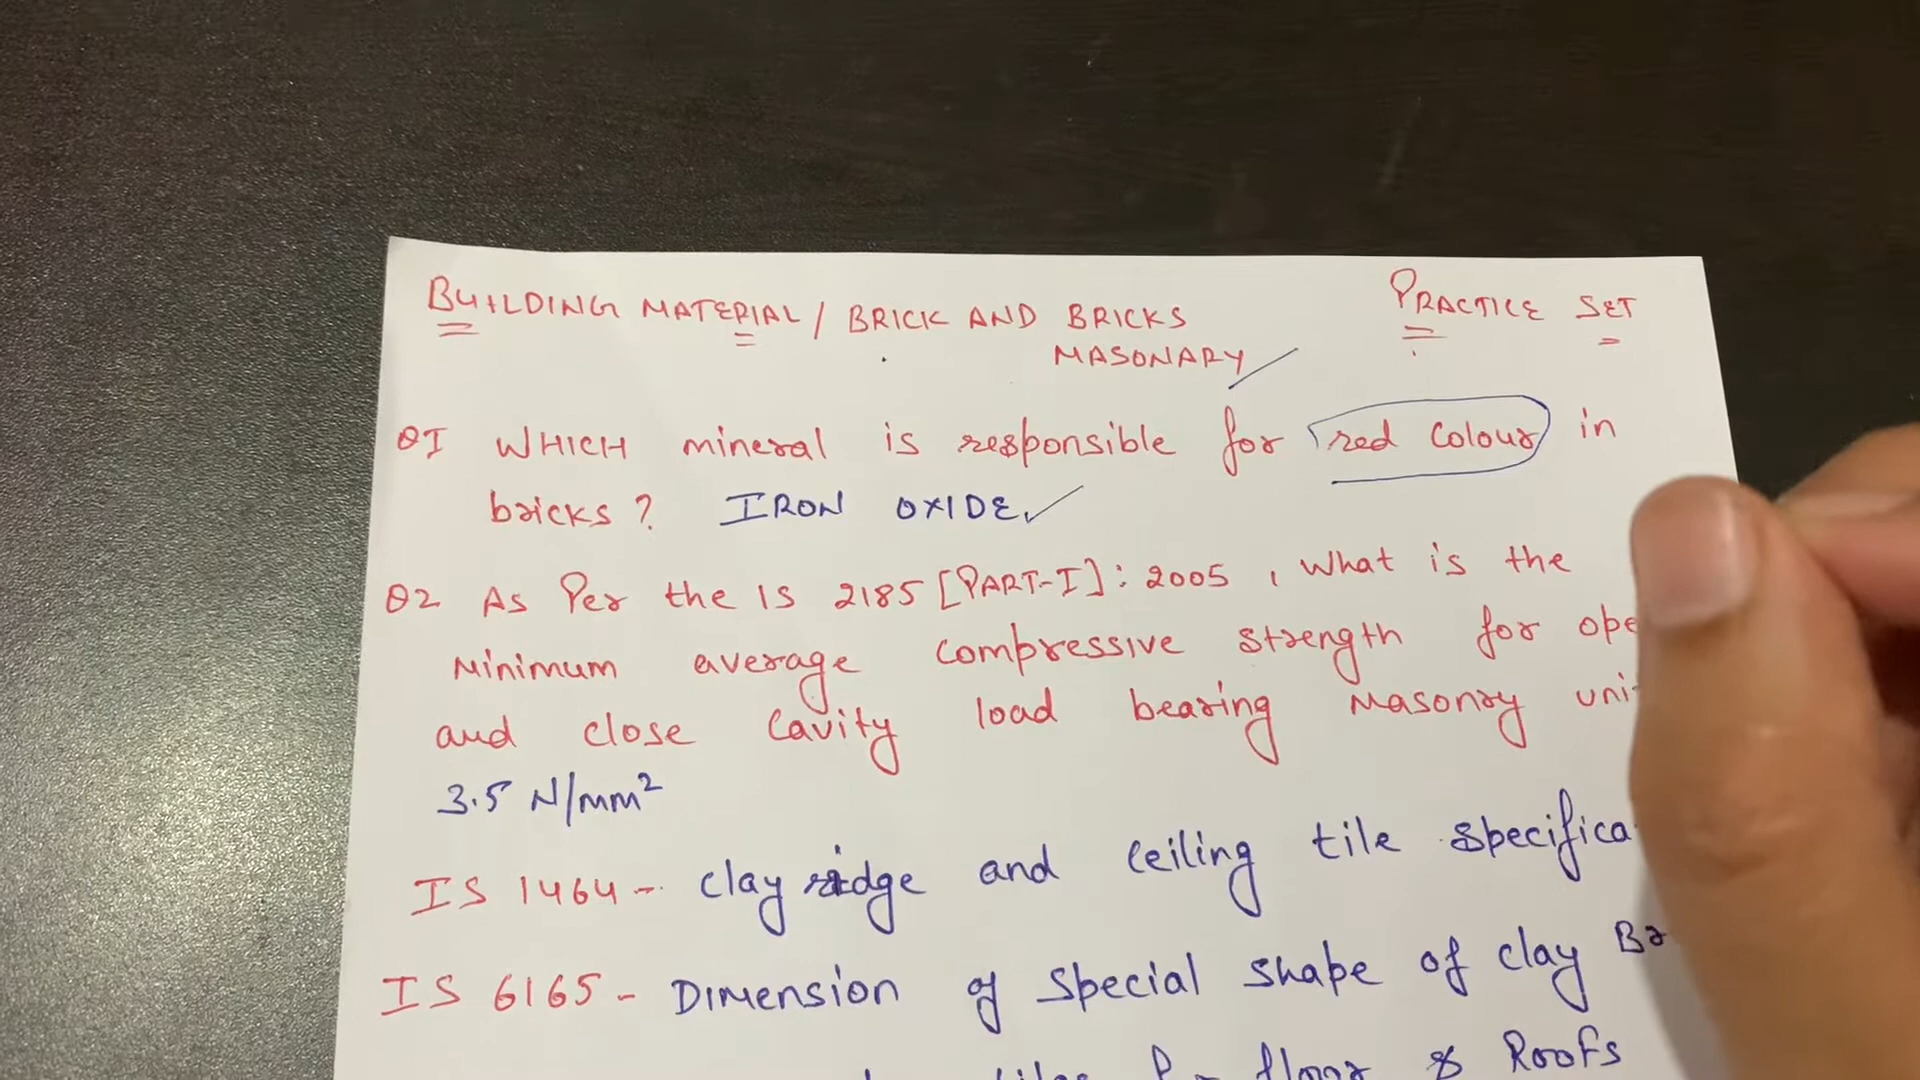 BUILDING MATERIAL / BRICK AND BRICKS
MASONARY
PRACTICE SET
Q1 WHICH mineral is responsible for red colour in
bricks? IRON OXIDE
Q2 As Per the IS 2185 [PART-I]: 2005, What is the
Minimum average compressive strength for ope
and close cavity load bearing Masonry uni
3.5 N/mm²
IS 1464- clay ridge and ceiling tile specifica
IS 6165 - Dimension of special shape of clay Br
floor & Roofs